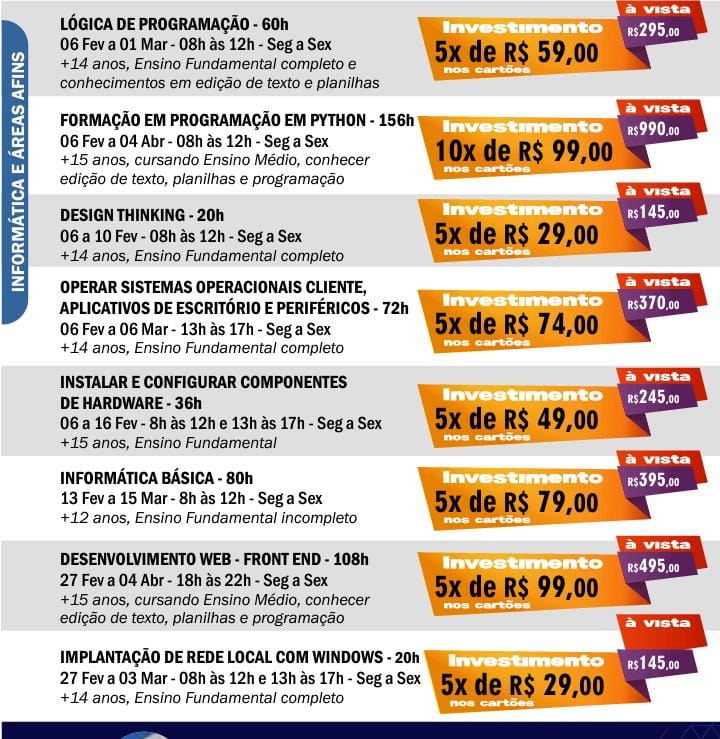 INFORMÁTICA E ÁREAS AFINS
LÓGICA DE PROGRAMAÇÃO - 60h
06 Fev a 01 Mar - 08h às 12h - Seg a Sex
+14 anos, Ensino Fundamental completo e
conhecimentos em edição de texto e planilhas
Investimento
5x de R$ 59,00
nos cartões
à vista
R$295,00
FORMAÇÃO EM PROGRAMAÇÃO EM PYTHON - 156h
06 Fev a 04 Abr - 08h às 12h - Seg a Sex
+15 anos, cursando Ensino Médio, conhecer
edição de texto, planilhas e programação
Investimento
10x de R$ 99,00
nos cartões
à vista
R$990,00
DESIGN THINKING - 20h
06 a 10 Fev - 08h às 12h - Seg a Sex
+14 anos, Ensino Fundamental completo
Investimento
5x de R$ 29,00
nos cartões
à vista
R$145,00
OPERAR SISTEMAS OPERACIONAIS CLIENTE,
APLICATIVOS DE ESCRITÓRIO E PERIFÉRICOS - 72h
06 Fev a 06 Mar - 13h às 17h - Seg a Sex
+14 anos, Ensino Fundamental completo
Investimento
5x de R$ 74,00
nos cartões
à vista
R$370,00
INSTALAR E CONFIGURAR COMPONENTES
DE HARDWARE - 36h
06 a 16 Fev - 8h às 12h e 13h às 17h - Seg a Sex
+15 anos, Ensino Fundamental
Investimento
5x de R$ 49,00
nos cartões
à vista
R$245,00
INFORMÁTICA BÁSICA - 80h
13 Fev a 15 Mar - 8h às 12h - Seg a Sex
+12 anos, Ensino Fundamental incompleto
Investimento
5x de R$ 79,00
nos cartões
à vista
R$395,00
DESENVOLVIMENTO WEB - FRONT END - 108h
27 Fev a 04 Abr - 18h às 22h - Seg a Sex
+15 anos, cursando Ensino Médio, conhecer
edição de texto, planilhas e programação
Investimento
5x de R$ 99,00
nos cartões
à vista
R$495,00
IMPLANTAÇÃO DE REDE LOCAL COM WINDOWS - 20h
27 Fev a 03 Mar - 08h às 12h e 13h às 17h - Seg a Sex
+14 anos, Ensino Fundamental completo
Investimento
5x de R$ 29,00
nos cartões
à vista
R$145,00